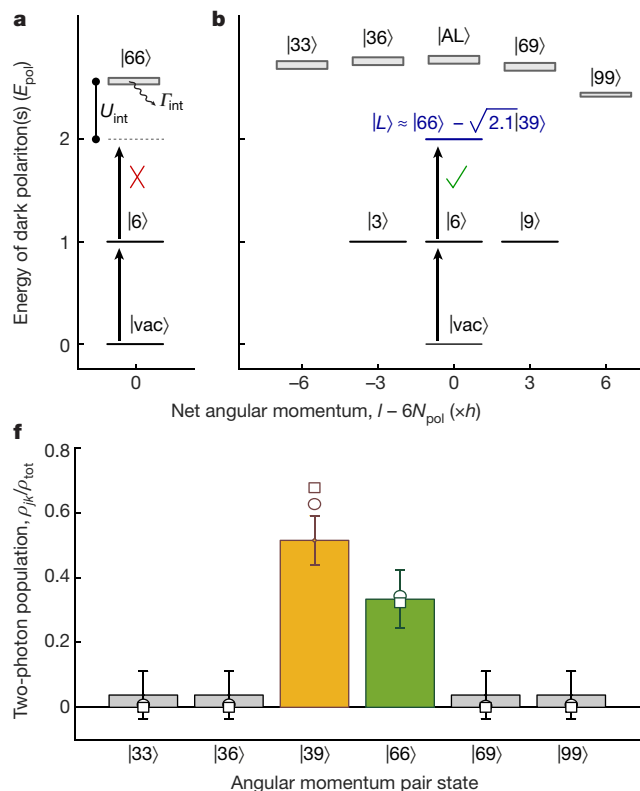 a
b
Energy of dark polariton(s) (E_pol)
|66⟩
Γ_int
U_int
2
|6⟩
1
|vac⟩
0
0
|33⟩ |36⟩ |AL⟩ |69⟩ |99⟩
|L⟩ ≈ |66⟩ − √2.1|39⟩
|3⟩ |6⟩ |9⟩
|vac⟩
−6 −3 0 3 6
Net angular momentum, l − 6N_pol (×h)
f
Two-photon population, ρ_jk/ρ_tot
0.8
0.6
0.4
0.2
0
|33⟩ |36⟩ |39⟩ |66⟩ |69⟩ |99⟩
Angular momentum pair state